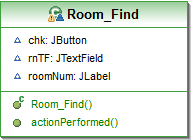 Room_Find
chk: JButton
rnTF: JTextField
roomNum: JLabel
Room_Find()
actionPerformed()